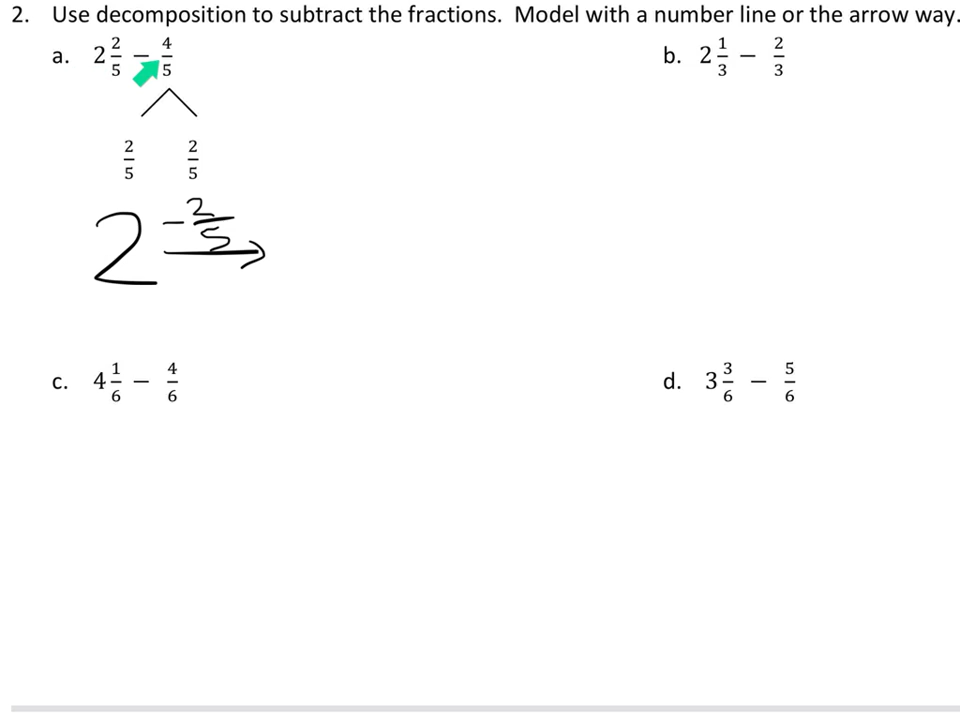 2. Use decomposition to subtract the fractions. Model with a number line or the arrow way.
a. 2 2/5 − 4/5
b. 2 1/3 − 2/3
2/5 2/5
2 −2/5 →
c. 4 1/6 − 4/6
d. 3 3/6 − 5/6